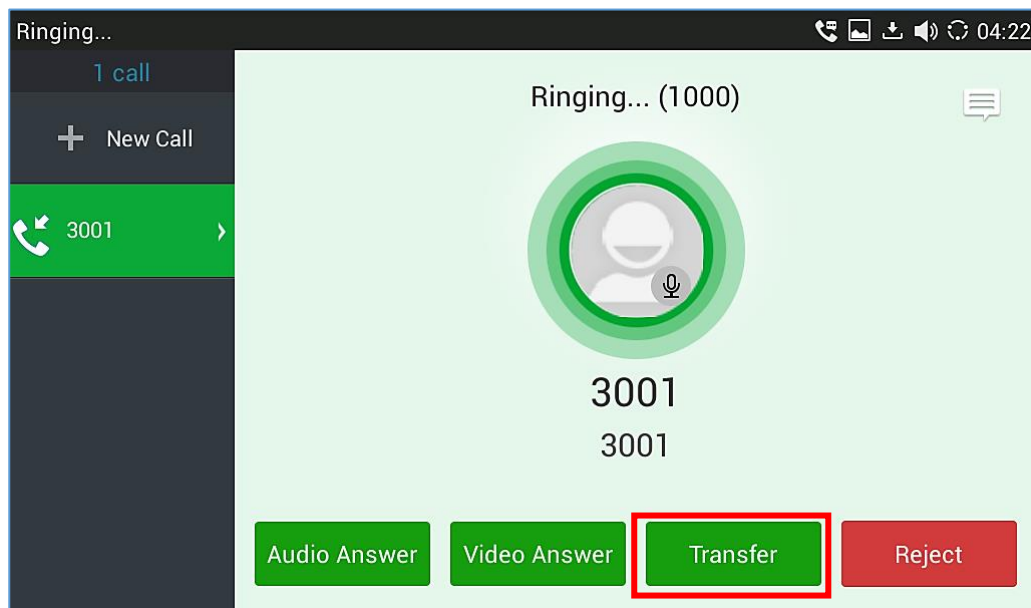 Ringing... 04:22
1 call
New Call
3001
Ringing... (1000)
3001
3001
Audio Answer Video Answer Transfer Reject